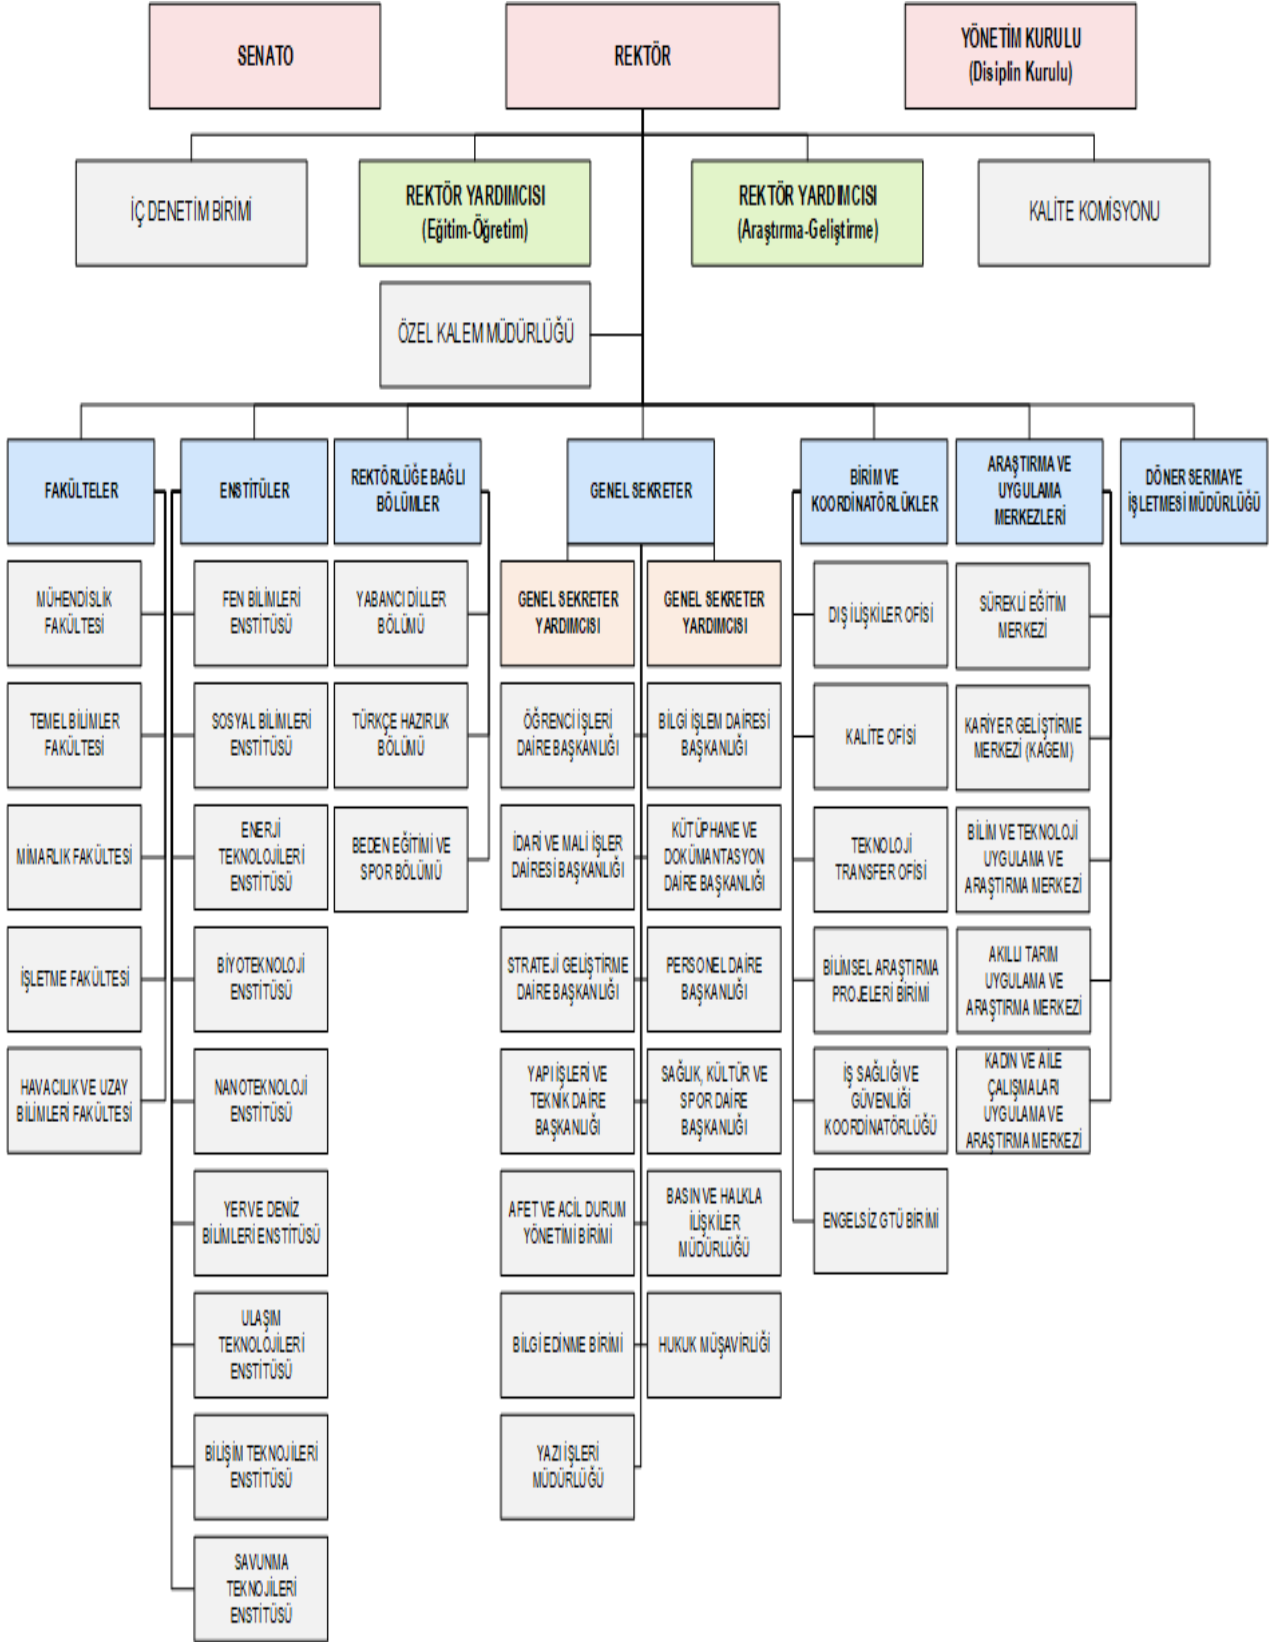 SENATO
REKTÖR
YÖNETİM KURULU
(Disiplin Kurulu)
İÇ DENETİM BİRİMİ
REKTÖR YARDIMCISI
(Eğitim-Öğretim)
REKTÖR YARDIMCISI
(Araştırma-Geliştirme)
KALİTE KOMİSYONU
ÖZEL KALEM MÜDÜRLÜĞÜ
FAKÜLTELER
ENSTİTÜLER
REKTÖRLÜĞE BAĞLI
BÖLÜMLER
GENEL SEKRETER
BİRİM VE
KOORDİNATÖRLÜKLER
ARAŞTIRMA VE
UYGULAMA
MERKEZLERİ
DÖNER SERMAYE
İŞLETMESİ MÜDÜRLÜĞÜ
MÜHENDİSLİK
FAKÜLTESİ
TEMEL BİLİMLER
FAKÜLTESİ
MİMARLIK FAKÜLTESİ
İŞLETME FAKÜLTESİ
HAVACILIK VE UZAY
BİLİMLERİ FAKÜLTESİ
FEN BİLİMLERİ
ENSTİTÜSÜ
SOSYAL BİLİMLERİ
ENSTİTÜSÜ
ENERJİ
TEKNOLOJİLERİ
ENSTİTÜSÜ
BİYOTEKNOLOJİ
ENSTİTÜSÜ
NANOTEKNOLOJİ
ENSTİTÜSÜ
YER VE DENİZ
BİLİMLERİ ENSTİTÜSÜ
ULAŞIM
TEKNOLOJİLERİ
ENSTİTÜSÜ
BİLİŞİM TEKNOJİLERİ
ENSTİTÜSÜ
SAVUNMA
TEKNOJİLERİ
ENSTİTÜSÜ
YABANCI DİLLER
BÖLÜMÜ
TÜRKÇE HAZIRLIK
BÖLÜMÜ
BEDEN EĞİTİMİ VE
SPOR BÖLÜMÜ
GENEL SEKRETER
YARDIMCISI
ÖĞRENCİ İŞLERİ
DAİRE BAŞKANLIĞI
İDARİ VE MALİ İŞLER
DAİRESİ BAŞKANLIĞI
STRATEJİ GELİŞTİRME
DAİRE BAŞKANLIĞI
YAPI İŞLERİ VE
TEKNİK DAİRE
BAŞKANLIĞI
AFET VE ACİL DURUM
YÖNETİMİ BİRİMİ
BİLGİ EDİNME BİRİMİ
YAZI İŞLERİ
MÜDÜRLÜĞÜ
GENEL SEKRETER
YARDIMCISI
BİLGİ İŞLEM DAİRESİ
BAŞKANLIĞI
KÜTÜPHANE VE
DOKÜMANTASYON
DAİRE BAŞKANLIĞI
PERSONEL DAİRE
BAŞKANLIĞI
SAĞLIK, KÜLTÜR VE
SPOR DAİRE
BAŞKANLIĞI
BASIN VE HALKLA
İLİŞKİLER
MÜDÜRLÜĞÜ
HUKUK MÜŞAVİRLİĞİ
DIŞ İLİŞKİLER OFİSİ
KALİTE OFİSİ
TEKNOLOJİ
TRANSFER OFİSİ
BİLİMSEL ARAŞTIRMA
PROJELERİ BİRİMİ
İŞ SAĞLIĞI VE
GÜVENLİĞİ
KOORDİNATÖRLÜĞÜ
ENGELSİZ GTÜ BİRİMİ
SÜREKLİ EĞİTİM
MERKEZİ
KARİYER GELİŞTİRME
MERKEZİ (KAGEM)
BİLİM VE TEKNOLOJİ
UYGULAMA VE
ARAŞTIRMA MERKEZİ
AKILLI TARIM
UYGULAMA VE
ARAŞTIRMA MERKEZİ
KADIN VE AİLE
ÇALIŞMALARI
UYGULAMA VE
ARAŞTIRMA MERKEZİ